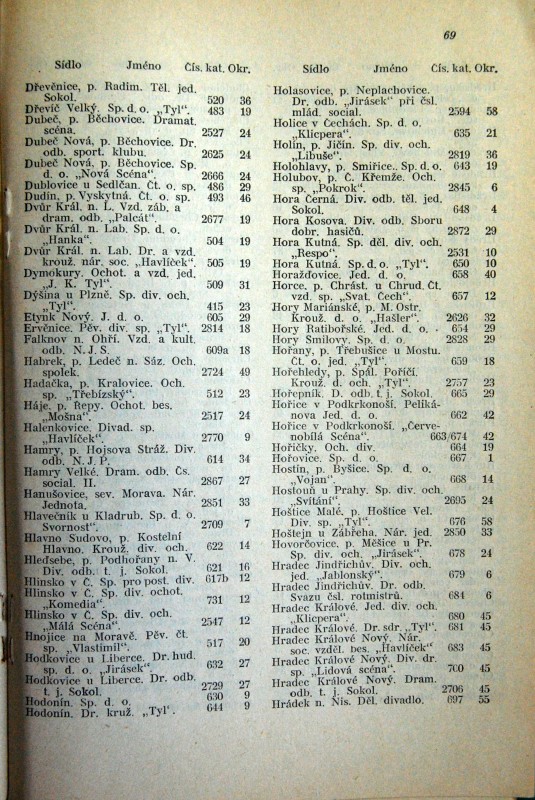 69
Sídlo Jméno Čís. kat. Okr.
Dřevěnice, p. Radim. Těl. jed.
Sokol. 520 36
Dřevíč Velký. Sp. d. o. „Tyl". 483 19
Dubeč, p. Běchovice. Dramat.
scéna. 2527 24
Dubeč Nová, p. Běchovice. Dr.
odb. sport. klubu. 2625 24
Dubeč Nová, p. Běchovice. Sp.
d. o. „Nová Scéna". 2666 24
Dublovice u Sedlčan. Čt. o. sp. 486 29
Dudín, p. Vyskytná. Čt. o. sp. 493 46
Dvůr Král. n. L. Vzd. záb. a
dram. odb. „Palcát". 2677 19
Dvůr Král. n. Lab. Sp. d. o.
„Hanka". 504 19
Dvůr Král. n. Lab. Dr. a vzd.
krouž. nár. soc. „Havlíček". 505 19
Dymokury. Ochot. a vzd. jed.
„J. K. Tyl". 509 31
Dýšina u Plzně. Sp. div. och.
„Tyl". 415 23
Etynk Nový. J. d. o. 605 29
Ervěnice. Pěv. div. sp. „Tyl". 2814 18
Falknov n. Ohří. Vzd. a kult.
odb. N. J. S. 609a 18
Habrek, p. Ledeč n. Sáz. Och.
spolek. 2724 49
Hadačka, p. Kralovice. Och.
sp. „Třebízský". 512 23
Háje, p. Řepy. Ochot. bes.
„Mošna". 2517 24
Halenkovice. Divad. sp.
„Havlíček". 2770 9
Hamry, p. Hojsova Stráž. Div.
odb. N. J. P. 614 34
Hamry Velké. Dram. odb. Čs.
social. II. 2867 27
Hanušovice, sev. Morava. Nár.
Jednota. 2851 33
Hlavečník u Kladrub. Sp. d. o.
Svornost". 2709 7
Hlavno Sudovo, p. Kostelní
Hlavno. Krouž. div. och. 622 14
Hleďsebe, p. Podhořany n. V.
Div. odb. t. j. Sokol. 621 16
Hlinsko v Č. Sp. pro post. div. 617b 12
Hlinsko v Č. Sp. div. ochot.
„Komedia". 731 12
Hlinsko v Č. Sp. div. och.
„Málá Scéna". 2547 12
Hnojice na Moravě. Pěv. čt.
sp. „Vlastimil". 517 20
Hodkovice u Liberce. Dr. hud.
sp. d. o. „Jirásek". 632 27
Hodkovice u Liberce. Dr. odb.
t. j. Sokol. 2729 27
Hodonín. Sp. d. o. 630 9
Hodonín. Dr. kruž. „Tyl". 644 9
Sídlo Jméno Čís. kat. Okr.
Holasovice, p. Neplachovice.
Dr. odb. „Jirásek" při čsl.
mlád. social. 2594 58
Holice v Čechách. Sp. d. o.
„Klicpera". 635 21
Holín, p. Jičín. Sp. div. och.
„Libuše". 2819 36
Holohlavy, p. Smiřice.. Sp. d. o. 643 19
Holubov, p. Č. Křemže. Och.
sp. „Pokrok". 2845 6
Hora Černá. Div. odb. těl. jed.
Sokol. 648 4
Hora Kosova. Div. odb. Sboru
dobr. hasičů. 2872 29
Hora Kutná. Sp. děl. div. och.
„Respo". 2531 10
Hora Kutná. Sp. d. o. „Tyl". 650 10
Horažďovice. Jed. d. o. 658 40
Horce, p. Chrást. u Chrud. Čt.
vzd. sp. „Svat. Čech". 657 12
Hory Mariánské, p. M. Ostr.
Krouž. d. o. „Hašler". 2626 32
Hory Ratibořské. Jed. d. o. 654 29
Hory Smilovy. Sp. d. o. 2828 29
Hořany, p. Třebušice u Mostu.
Čt. o. jed. „Tyl". 659 18
Hořehledy, p. Spál. Poříčí.
Krouž. d. och. „Tyl". 2757 23
Hořepník. D. odb. t. j. Sokol. 665 29
Hořice v Podkrkonoší. Peliká-
nova Jed. d. o. 662 42
Hořice v Podkrkonoší. „Červe-
nobílá Scéna". 663/674 42
Hořičky. Och. div. 664 19
Hořovice. Sp. d. o. 667 1
Hostín, p. Byšice. Sp. d. o.
„Vojan". 668 14
Hostouň u Prahy. Sp. div. och.
„Svítání". 2695 24
Hoštice Malé. p. Hoštice Vel.
Div. sp. „Tyl". 676 58
Hoštejn u Zábřeha. Nár. jed. 2850 33
Hovorčovice, p. Měšice u Pr.
Sp. div. och. „Jirásek". 678 24
Hradec Jindřichův. Div. och.
jed. „Jablonský". 679 6
Hradec Jindřichův. Dr. odb.
Svazu čsl. rotmistrů. 684 6
Hradec Králové. Jed. div. och.
„Klicpera". 680 45
Hradec Králové. Dr. sdr. „Tyl". 681 45
Hradec Králové Nový. Nár.
soc. vzděl. bes. „Havlíček" 683 45
Hradec Králové Nový. Div. dr.
sp. „Lidová scéna". 700 45
Hradec Králové Nový. Dram.
odb. t. j. Sokol. 2706 45
Hrádek n. Nis. Děl. divadlo. 697 55